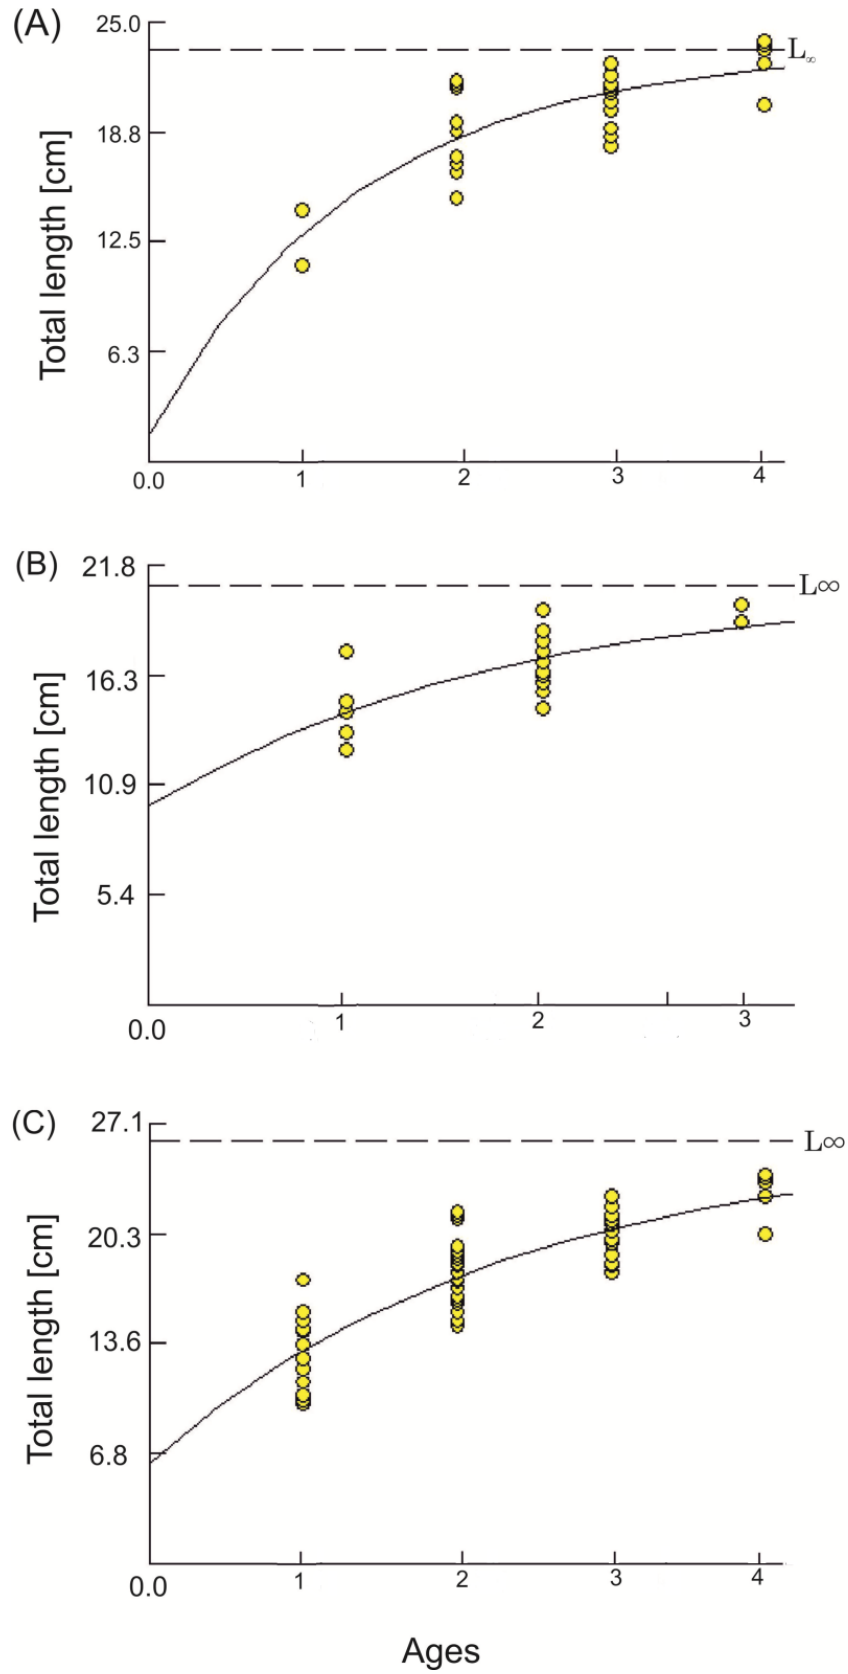 (A)
25.0
L∞
18.8
12.5
6.3
Total length [cm]
0.0 1 2 3 4
(B)
21.8
L∞
16.3
10.9
5.4
Total length [cm]
0.0 1 2 3
(C)
27.1
L∞
20.3
13.6
6.8
Total length [cm]
0.0 1 2 3 4
Ages